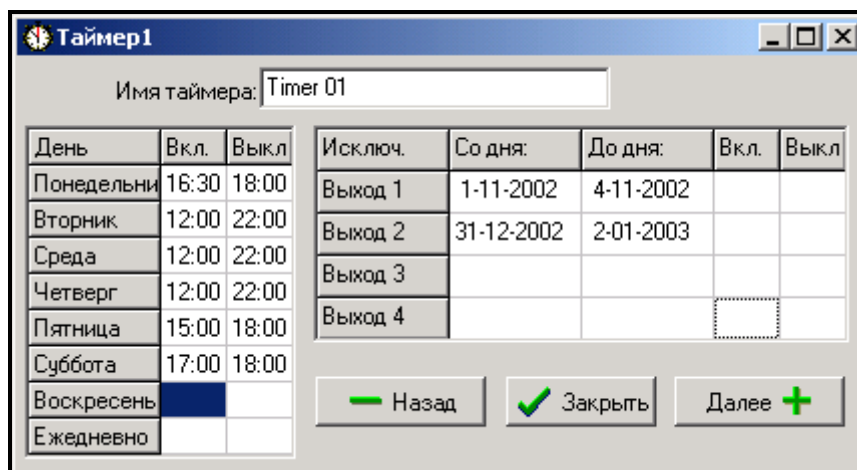 Таймер1
Имя таймера: Timer 01
День Вкл. Выкл
Понедельни 16:30 18:00
Вторник 12:00 22:00
Среда 12:00 22:00
Четверг 12:00 22:00
Пятница 15:00 18:00
Суббота 17:00 18:00
Воскресень
Ежедневно
Исключ. Со дня: До дня: Вкл. Выкл
Выход 1 1-11-2002 4-11-2002
Выход 2 31-12-2002 2-01-2003
Выход 3
Выход 4
Назад Закрыть Далее